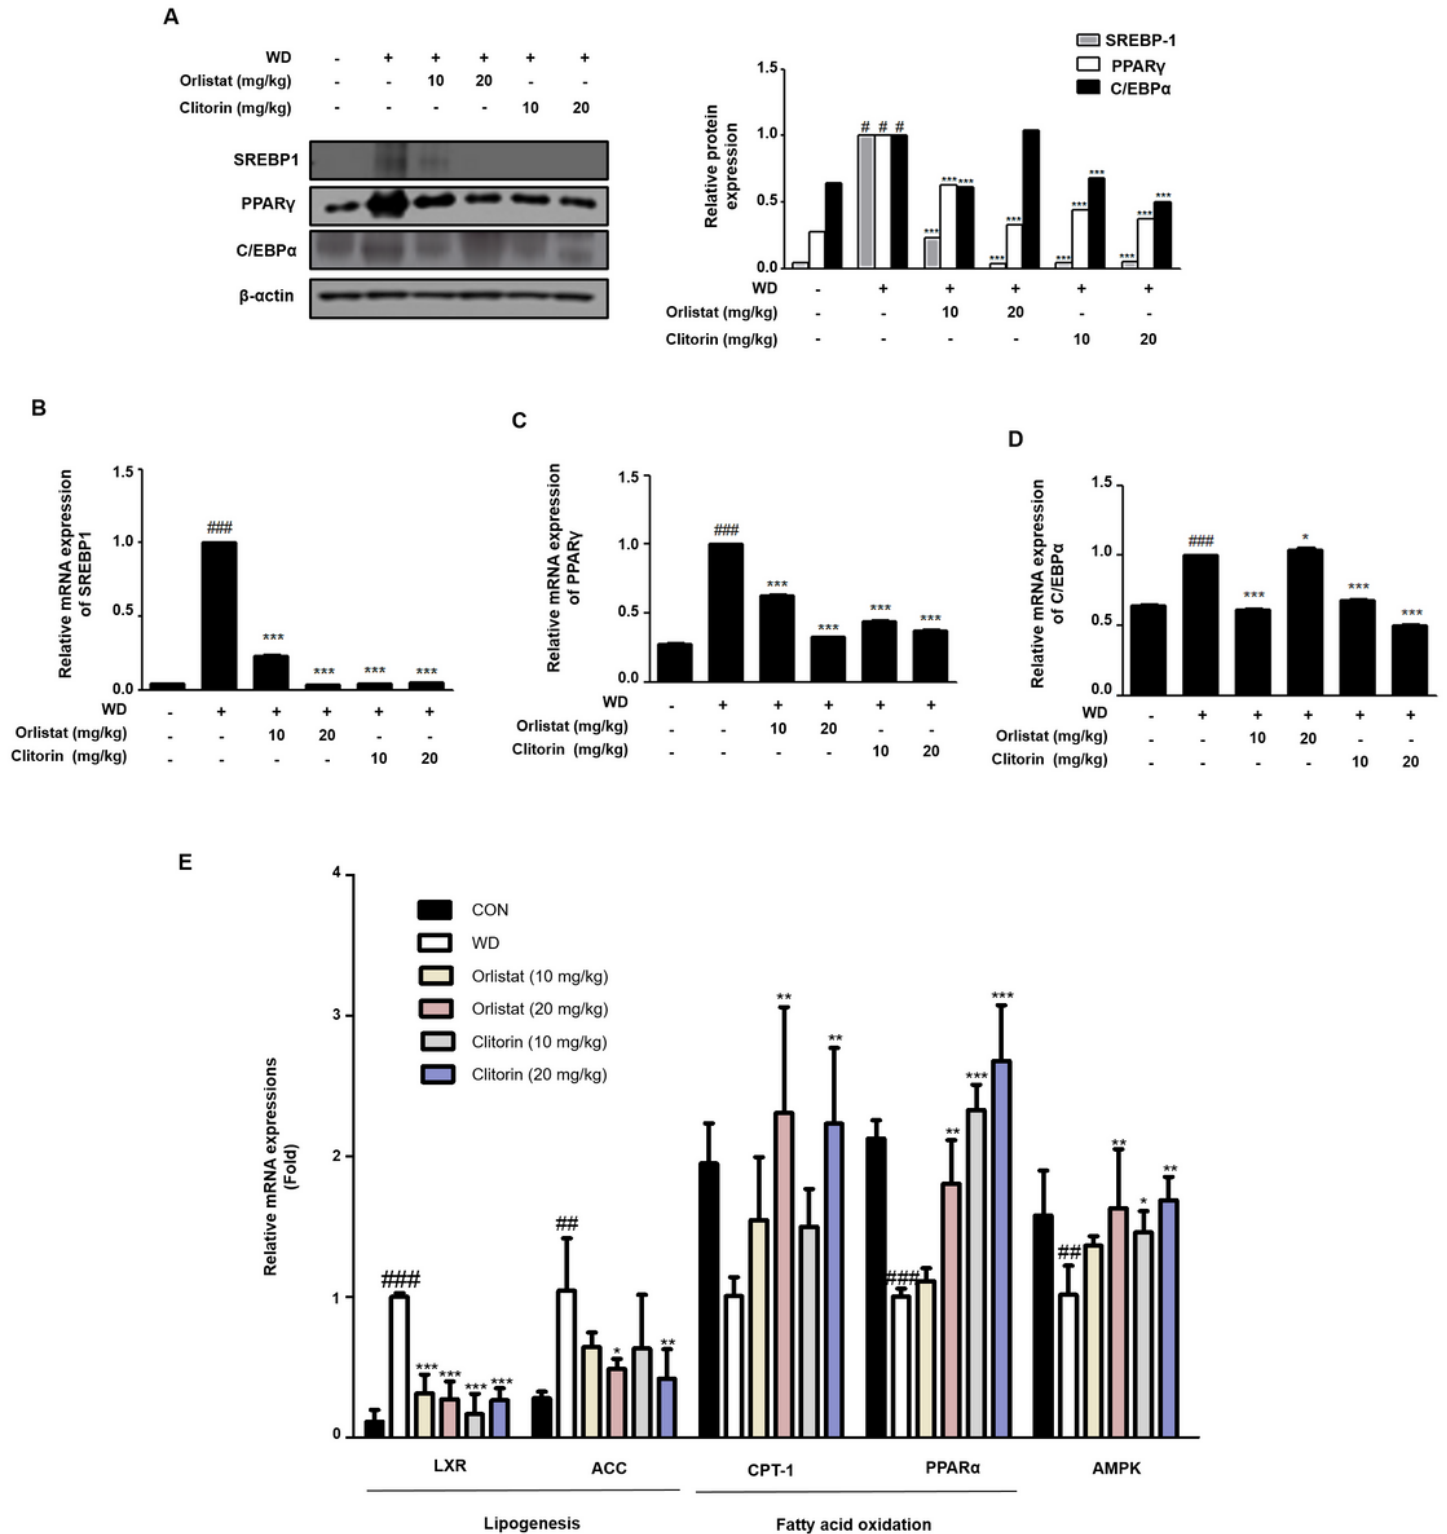 A
WD - + + + + +
Orlistat (mg/kg) - - 10 20 - -
Clitorin (mg/kg) - - - - 10 20
SREBP1
PPARγ
C/EBPα
β-actin
SREBP-1
PPARγ
C/EBPα
Relative protein
expression
1.5
1.0
0.5
0.0
# # #
*** ***
***
***
***
***
***
***
***
***
***
WD - + + + + +
Orlistat (mg/kg) - - 10 20 - -
Clitorin (mg/kg) - - - - 10 20
B
Relative mRNA expression
of SREBP1
1.5
1.0
0.5
0.0
###
*** *** *** ***
WD - + + + + +
Orlistat (mg/kg) - - 10 20 - -
Clitorin (mg/kg) - - - - 10 20
C
Relative mRNA expression
of PPARγ
1.5
1.0
0.5
0.0
###
*** *** *** ***
WD - + + + + +
Orlistat (mg/kg) - - 10 20 - -
Clitorin (mg/kg) - - - - 10 20
D
Relative mRNA expression
of C/EBPα
1.5
1.0
0.5
0.0
###
*** * *** ***
WD - + + + + +
Orlistat (mg/kg) - - 10 20 - -
Clitorin (mg/kg) - - - - 10 20
E
Relative mRNA expressions
(Fold)
4
3
2
1
0
CON
WD
Orlistat (10 mg/kg)
Orlistat (20 mg/kg)
Clitorin (10 mg/kg)
Clitorin (20 mg/kg)
### *** *** *** ***
## * **
** **
### ** *** ***
## ** * **
LXR ACC CPT-1 PPARα AMPK
Lipogenesis Fatty acid oxidation